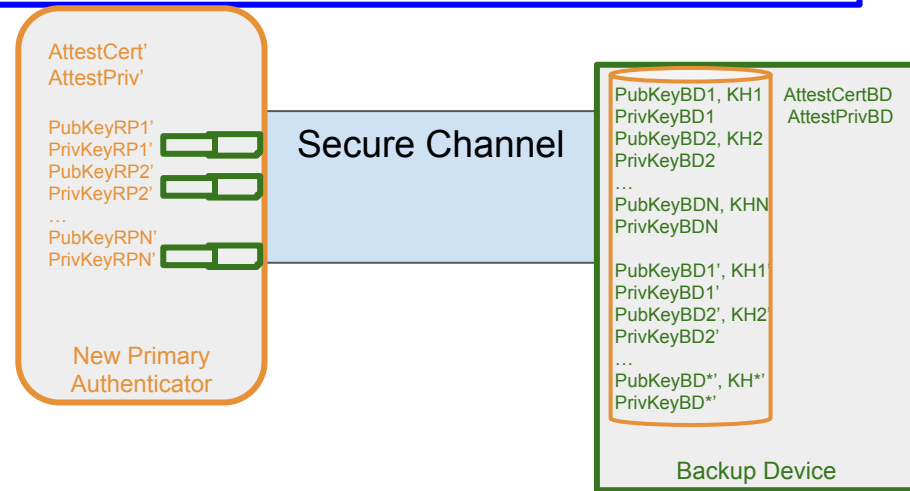 AttestCert’
AttestPriv’
PubKeyRP1’
PrivKeyRP1’
PubKeyRP2’
PrivKeyRP2’
…
PubKeyRPN’
PrivKeyRPN’
New Primary
Authenticator
Secure Channel
PubKeyBD1, KH1
PrivKeyBD1
PubKeyBD2, KH2
PrivKeyBD2
…
PubKeyBDN, KHN
PrivKeyBDN
PubKeyBD1’, KH1’
PrivKeyBD1’
PubKeyBD2’, KH2’
PrivKeyBD2’
…
PubKeyBD*’, KH*’
PrivKeyBD*’
AttestCertBD
AttestPrivBD
Backup Device